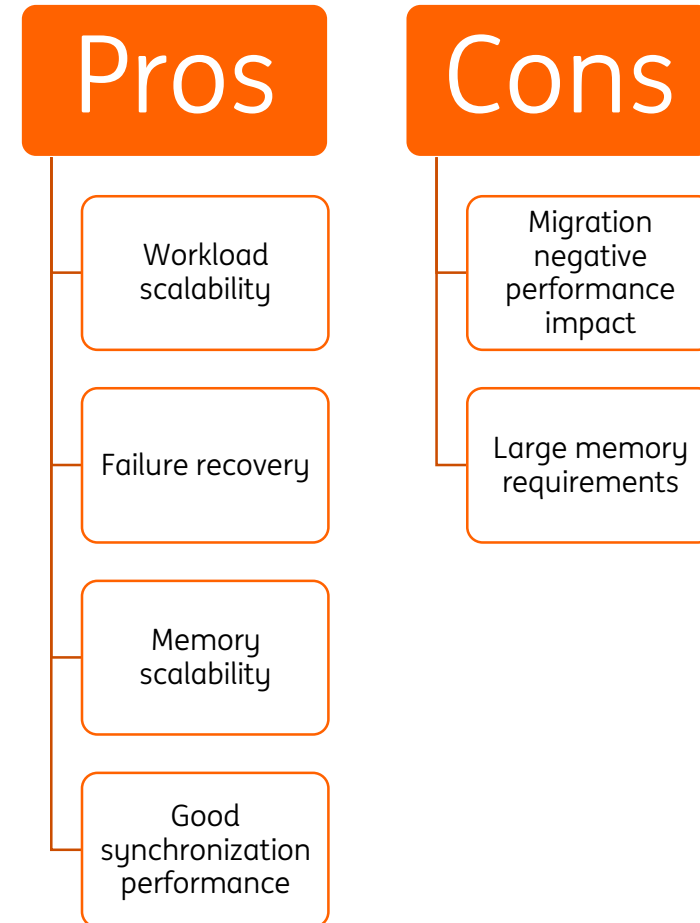 Pros
Workload
scalability
Failure recovery
Memory
scalability
Good
synchronization
performance
Cons
Migration
negative
performance
impact
Large memory
requirements